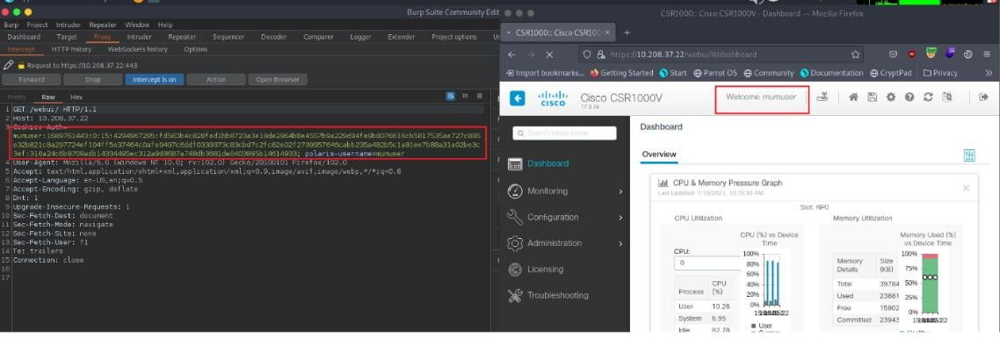 Burp Suite Community Edit
Burp Project Intruder Repeater Window Help
Dashboard Target Proxy Intruder Repeater Sequencer Decoder Comparer Logger Extender Project options Us
Intercept HTTP history WebSockets history Options
Request to https://10.208.37.22:443
Forward Drop Intercept is on Action Open Browser
Pretty Raw Hex
1 GET /webui/ HTTP/1.1
2 Host: 10.208.37.22
3 Cookie: Auth=
polaris-username=mumuser
4 User-Agent: Mozilla/5.0 (Windows NT 10.0; rv:102.0) Gecko/20100101 Firefox/102.0
5 Accept: text/html,application/xhtml+xml,application/xml;q=0.9,image/avif,image/webp,*/*;q=0.8
6 Accept-Language: en-US,en;q=0.5
7 Accept-Encoding: gzip, deflate
8 Dnt: 1
9 Upgrade-Insecure-Requests: 1
10 Sec-Fetch-Dest: document
11 Sec-Fetch-Mode: navigate
12 Sec-Fetch-Site: none
13 Sec-Fetch-User: ?1
14 Te: trailers
15 Connection: close
16
17
CSR1000:: Cisco CSR1000V - Dashboard — Mozilla Firefox
CSR1000:: Cisco CSR100 × +
https://10.208.37.22/webui/#/dashboard
Import bookmarks... Getting Started Start Parrot OS Community Documentation CryptPad Privacy
cisco Cisco CSR1000V
17.3.1a
Welcome mumuser
Search Menu Items
Dashboard
Monitoring
Configuration
Administration
Licensing
Troubleshooting
Dashboard
Overview
CPU & Memory Pressure Graph
Last Updated: 7/19/2023, 10:16:30 AM
Slot: RP0
CPU Utilization
CPU (%) vs Device
Time
CPU:
0
100%
80%
60%
40%
20%
0%
Process CPU (%)
User 10.26
System 6.95
Idle 82.78
User
Memory Utilization
Memory Used (%)
vs Device Time
Memory Details Size (KB)
Total 39784
Used 23881
Free 15902
Committed 23943
100%
75%
50%
25%
0%